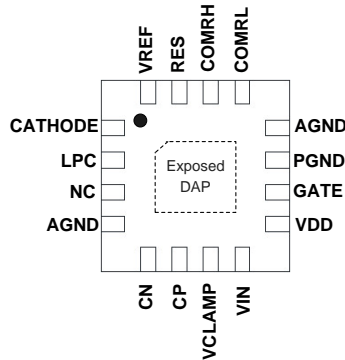 VREF
RES
COMRH
COMRL
CATHODE
LPC
NC
AGND
Exposed
DAP
AGND
PGND
GATE
VDD
CN
CP
VCLAMP
VIN